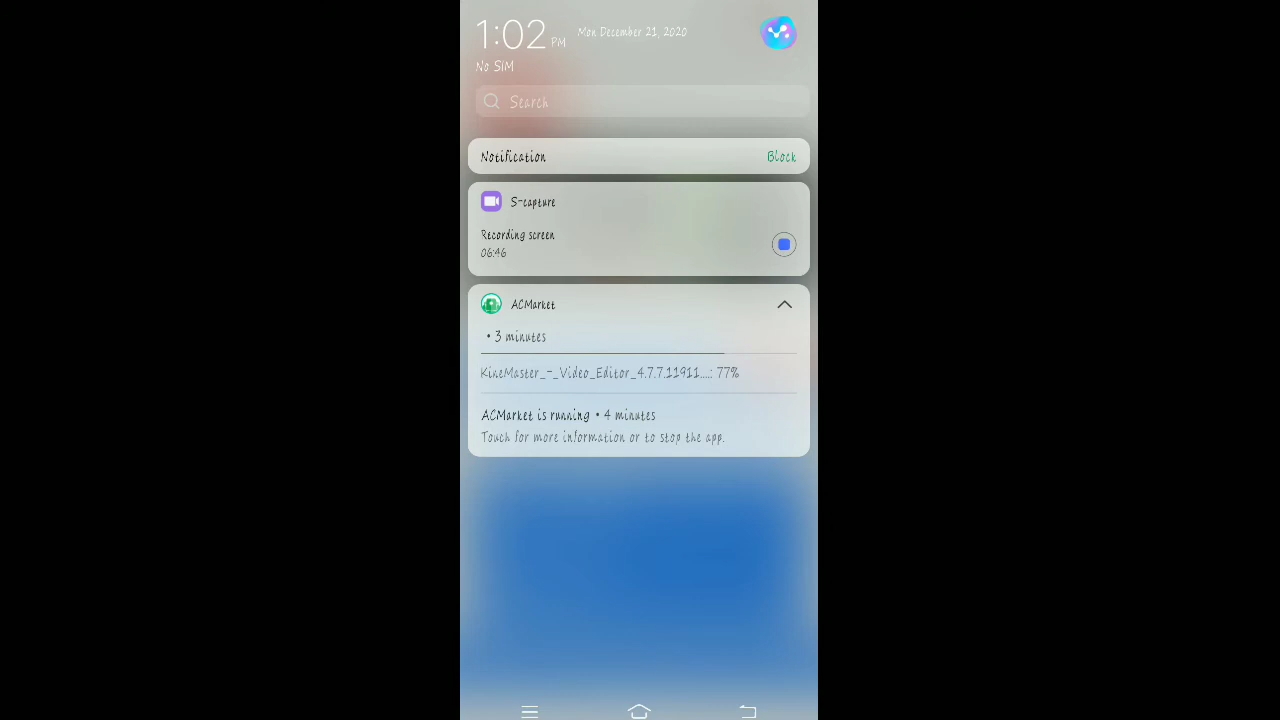 1:02 PM Mon December 21, 2020
No SIM
Search
Notification Block
S-capture
Recording screen
06:46
ACMarket
• 3 minutes
KineMaster_-_Video_Editor_4.7.7.11911....: 77%
ACMarket is running • 4 minutes
Touch for more information or to stop the app.